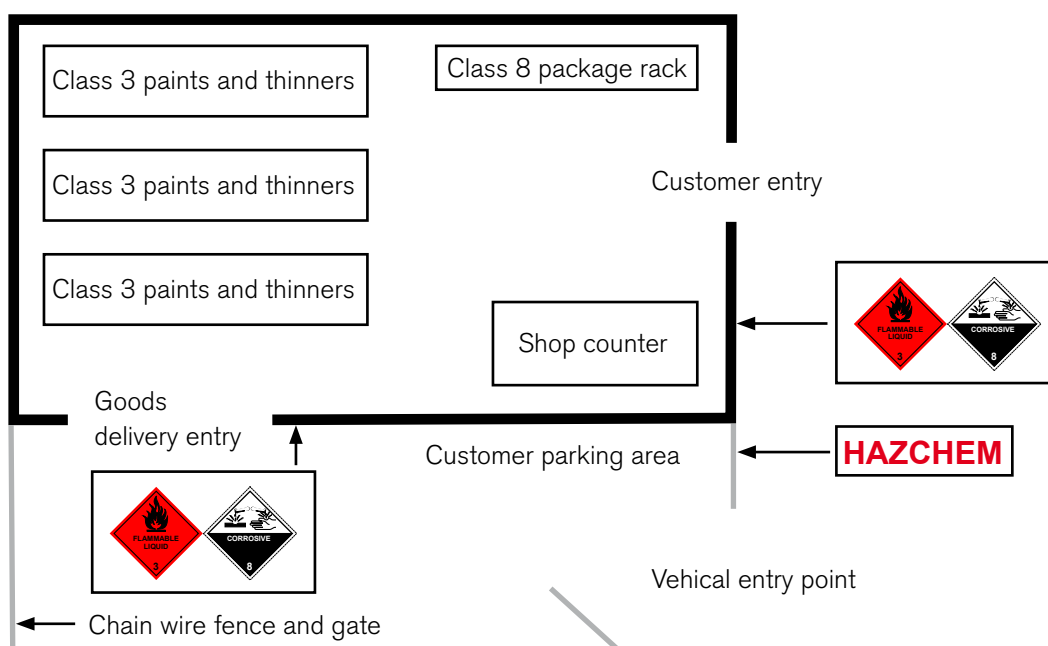 Class 3 paints and thinners
Class 8 package rack
Class 3 paints and thinners
Customer entry
Class 3 paints and thinners
Shop counter
FLAMMABLE
LIQUID
3
CORROSIVE
8
Goods
delivery entry
Customer parking area
HAZCHEM
FLAMMABLE
LIQUID
3
CORROSIVE
8
Vehical entry point
Chain wire fence and gate